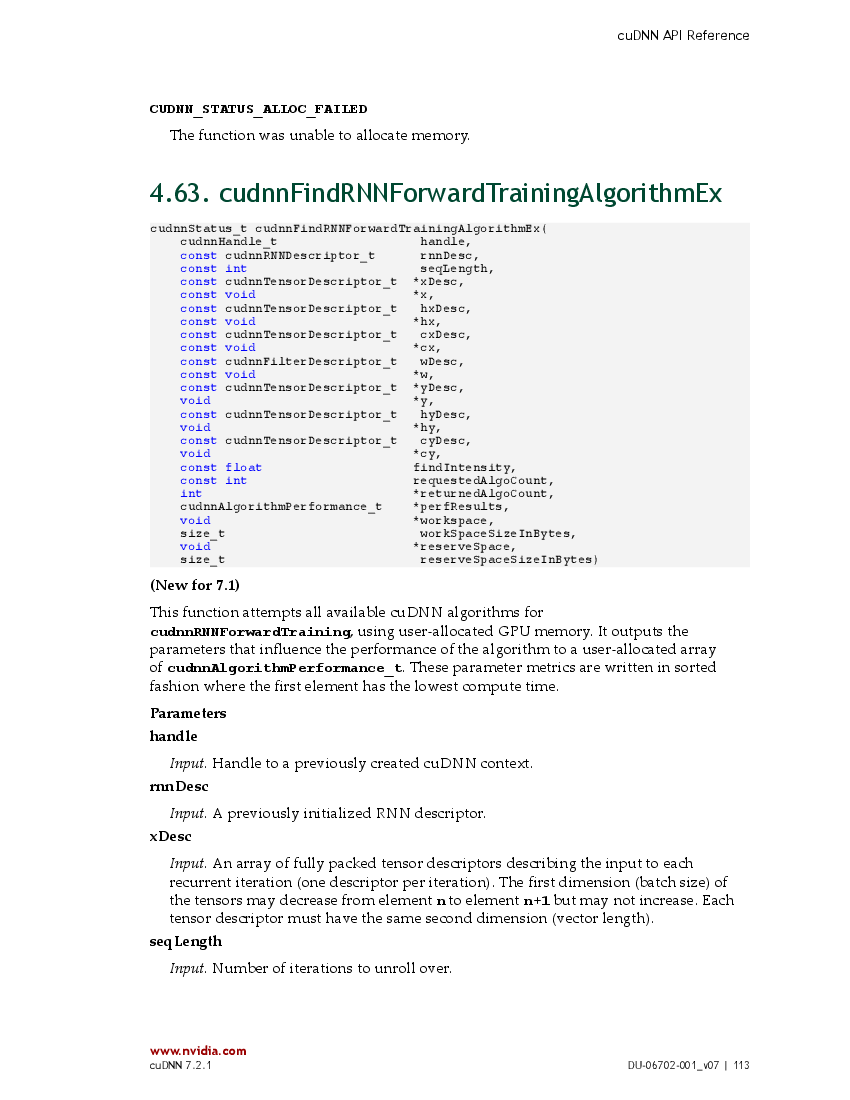 cuDNN API Reference
CUDNN_STATUS_ALLOC_FAILED
The function was unable to allocate memory.
4.63. cudnnFindRNNForwardTrainingAlgorithmEx
cudnnStatus_t cudnnFindRNNForwardTrainingAlgorithmEx(
    cudnnHandle_t                   handle,
    const cudnnRNNDescriptor_t      rnnDesc,
    const int                       seqLength,
    const cudnnTensorDescriptor_t  *xDesc,
    const void                     *x,
    const cudnnTensorDescriptor_t   hxDesc,
    const void                     *hx,
    const cudnnTensorDescriptor_t   cxDesc,
    const void                     *cx,
    const cudnnFilterDescriptor_t   wDesc,
    const void                     *w,
    const cudnnTensorDescriptor_t  *yDesc,
    void                           *y,
    const cudnnTensorDescriptor_t   hyDesc,
    void                           *hy,
    const cudnnTensorDescriptor_t   cyDesc,
    void                           *cy,
    const float                    findIntensity,
    const int                      requestedAlgoCount,
    int                            *returnedAlgoCount,
    cudnnAlgorithmPerformance_t    *perfResults,
    void                           *workspace,
    size_t                          workSpaceSizeInBytes,
    void                           *reserveSpace,
    size_t                          reserveSpaceSizeInBytes)
(New for 7.1)
This function attempts all available cuDNN algorithms for
cudnnRNNForwardTraining, using user-allocated GPU memory. It outputs the
parameters that influence the performance of the algorithm to a user-allocated array
of cudnnAlgorithmPerformance_t. These parameter metrics are written in sorted
fashion where the first element has the lowest compute time.
Parameters
handle
Input. Handle to a previously created cuDNN context.
rnnDesc
Input. A previously initialized RNN descriptor.
xDesc
Input. An array of fully packed tensor descriptors describing the input to each
recurrent iteration (one descriptor per iteration). The first dimension (batch size) of
the tensors may decrease from element n to element n+1 but may not increase. Each
tensor descriptor must have the same second dimension (vector length).
seqLength
Input. Number of iterations to unroll over.
www.nvidia.com
cuDNN 7.2.1
DU-06702-001_v07 | 113